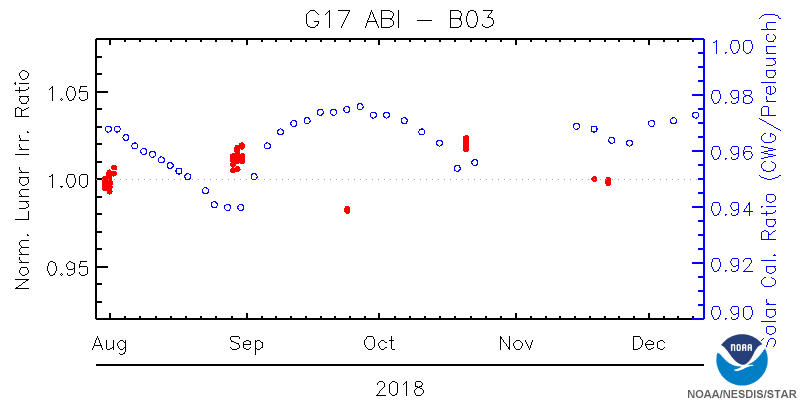 G17 ABI − B03
Norm. Lunar Irr. Ratio
1.05
1.00
0.95
1.00
0.98
0.96
0.94
0.92
0.90
Solar Cal. Ratio (CWG/Prelaunch)
Aug Sep Oct Nov Dec
2018
NOAA
NOAA/NESDIS/STAR